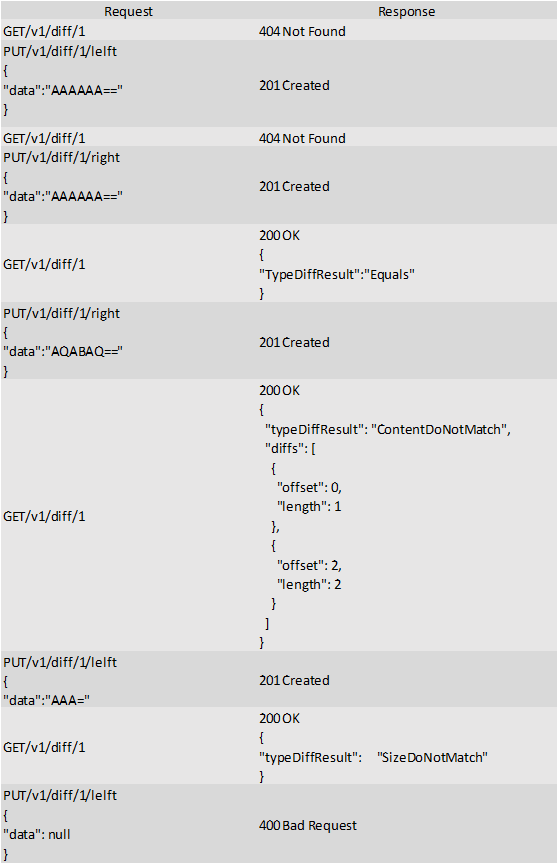 Request Response
GET/v1/diff/1 404 Not Found
PUT/v1/diff/1/lelft
{
"data":"AAAAAA=="
}
201 Created
GET/v1/diff/1 404 Not Found
PUT/v1/diff/1/right
{
"data":"AAAAAA=="
}
201 Created
GET/v1/diff/1
200 OK
{
"TypeDiffResult":"Equals"
}
PUT/v1/diff/1/right
{
"data":"AQABAQ=="
}
201 Created
GET/v1/diff/1
200 OK
{
"typeDiffResult": "ContentDoNotMatch",
"diffs": [
{
"offset": 0,
"length": 1
},
{
"offset": 2,
"length": 2
}
]
}
PUT/v1/diff/1/lelft
{
"data":"AAA="
201 Created
GET/v1/diff/1
200 OK
{
"typeDiffResult": "SizeDoNotMatch"
}
PUT/v1/diff/1/lelft
{
"data": null
}
400 Bad Request